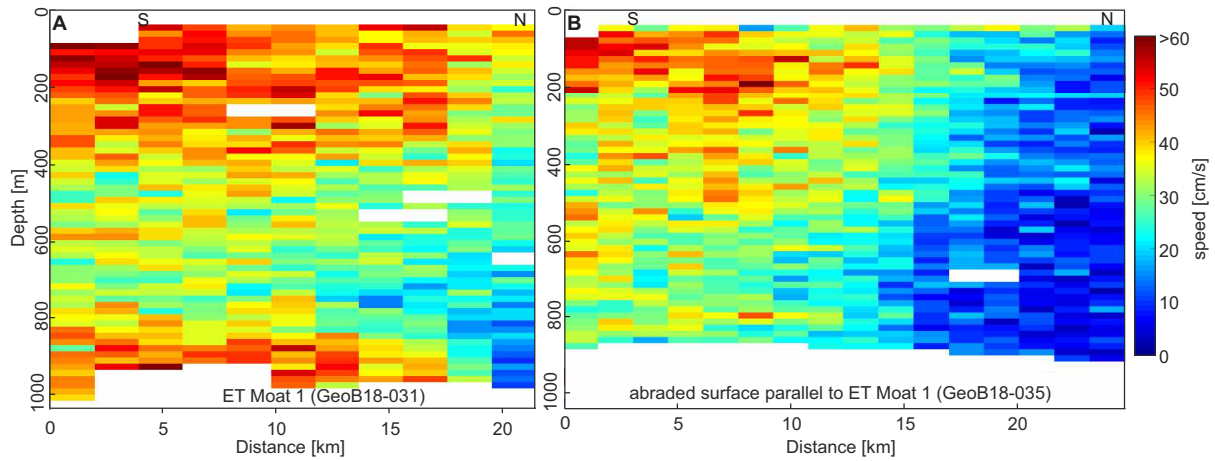 A
S
N
0
200
400
600
800
1000
Depth [m]
ET Moat 1 (GeoB18-031)
0
5
10
15
20
Distance [km]
B
S
N
0
200
400
600
800
1000
abraded surface parallel to ET Moat 1 (GeoB18-035)
0
5
10
15
20
Distance [km]
>60
50
40
30
20
10
0
speed [cm/s]